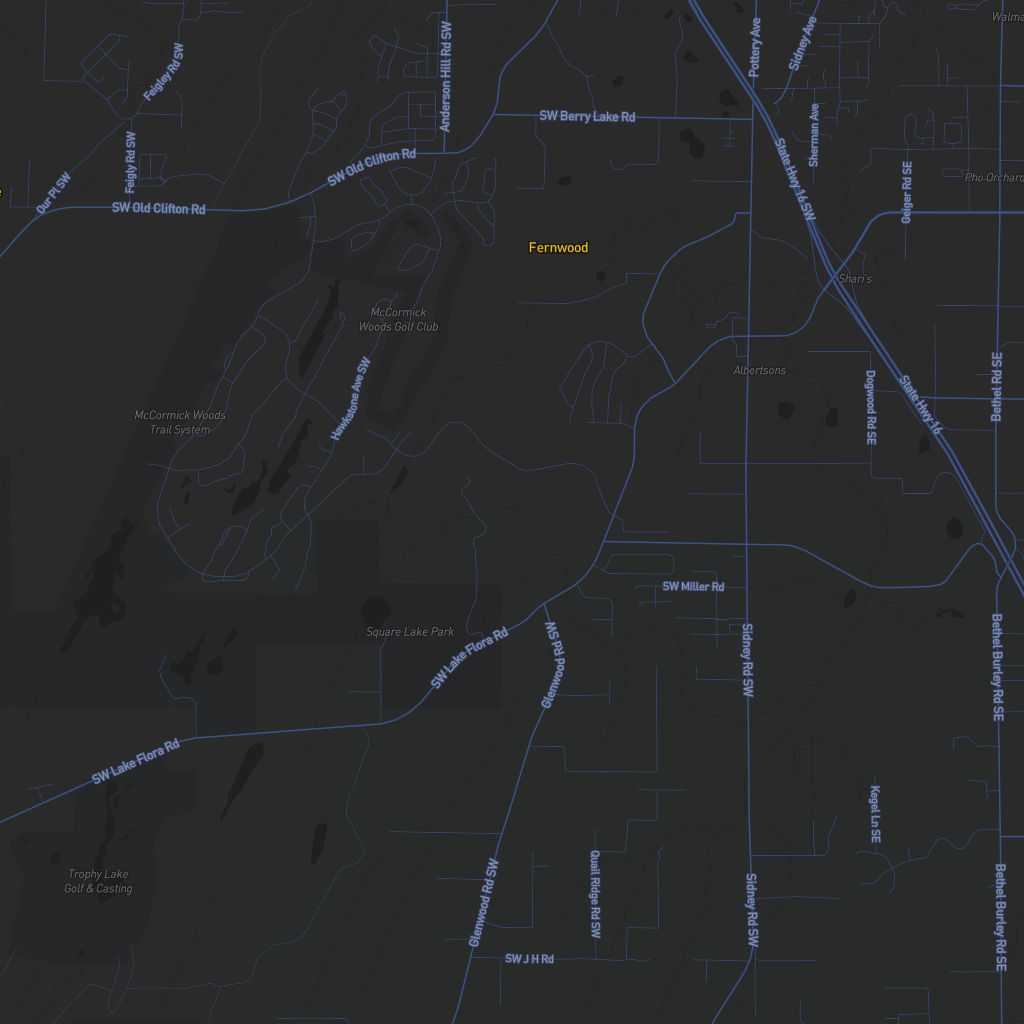 Walma
Pottery Ave
Sidney Ave
Anderson Hill Rd SW
Feigley Rd SW
SW Berry Lake Rd
Sherman Ave
Feigly Rd SW
SW Old Clifton Rd
State Hwy 16 SW
Pho Orchard
Our Pl SW
Geiger Rd SE
e
SW Old Clifton Rd
Fernwood
Shari's
McCormick
Woods Golf Club
Albertsons
Hawkstone Ave SW
Dogwood Rd SE
State Hwy 16
Bethel Rd SE
McCormick Woods
Trail System
SW Miller Rd
Square Lake Park
SW Lake Flora Rd
Glenwood Rd SW
Sidney Rd SW
Bethel Burley Rd SE
SW Lake Flora Rd
Kegel Ln SE
Trophy Lake
Golf & Casting
Glenwood Rd SW
Quail Ridge Rd SW
Sidney Rd SW
Bethel Burley Rd SE
SW J H Rd